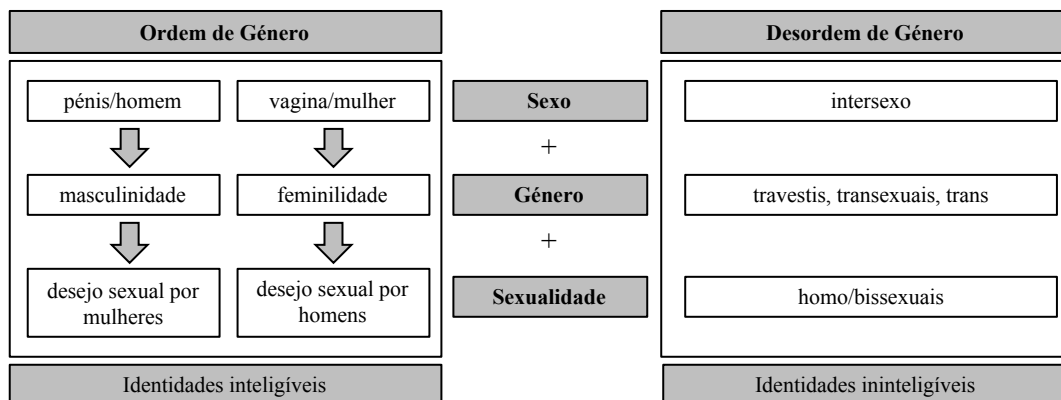 Ordem de Género
Desordem de Género
pénis/homem
vagina/mulher
Sexo
intersexo
+
masculinidade
feminilidade
Género
travestis, transexuais, trans
+
desejo sexual por
mulheres
desejo sexual por
homens
Sexualidade
homo/bissexuais
Identidades inteligíveis
Identidades ininteligíveis